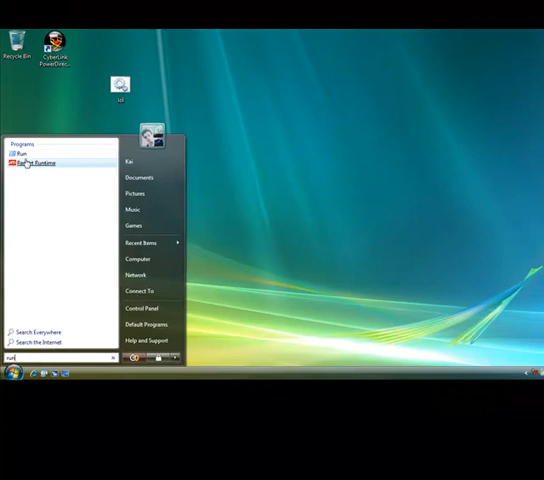 Recycle Bin
CyberLink
PowerDirec...
lol
Programs
Run
Runtime
Kai
Documents
Pictures
Music
Games
Recent Items
Computer
Network
Connect To
Control Panel
Default Programs
Help and Support
Search Everywhere
Search the Internet
run